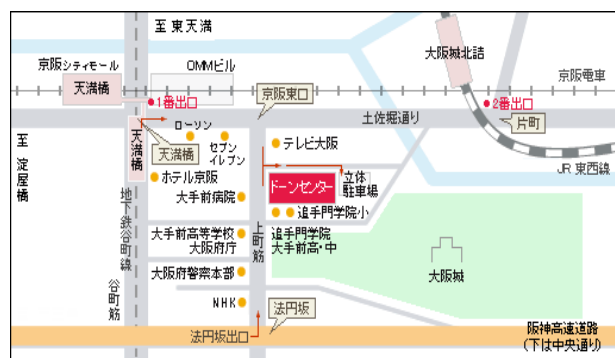 至 東天満
京阪シティモール
OMMビル
大阪城北詰
天満橋
京阪電車
1番出口
京阪東口
2番出口
土佐堀通り
片町
ローソン
至 淀屋橋
天満橋
天満橋
セブン
イレブン
テレビ大阪
JR 東西線
ホテル京阪
ドーンセンター
立体
駐車場
大手前病院
追手門学院小
地下鉄谷町線
大手前高等学校
大阪府庁
上町筋
追手門学院
大手前高・中
大阪府警察本部
大阪城
谷町筋
NHK
法円坂
法円坂出口
阪神高速道路
(下は中央通り)